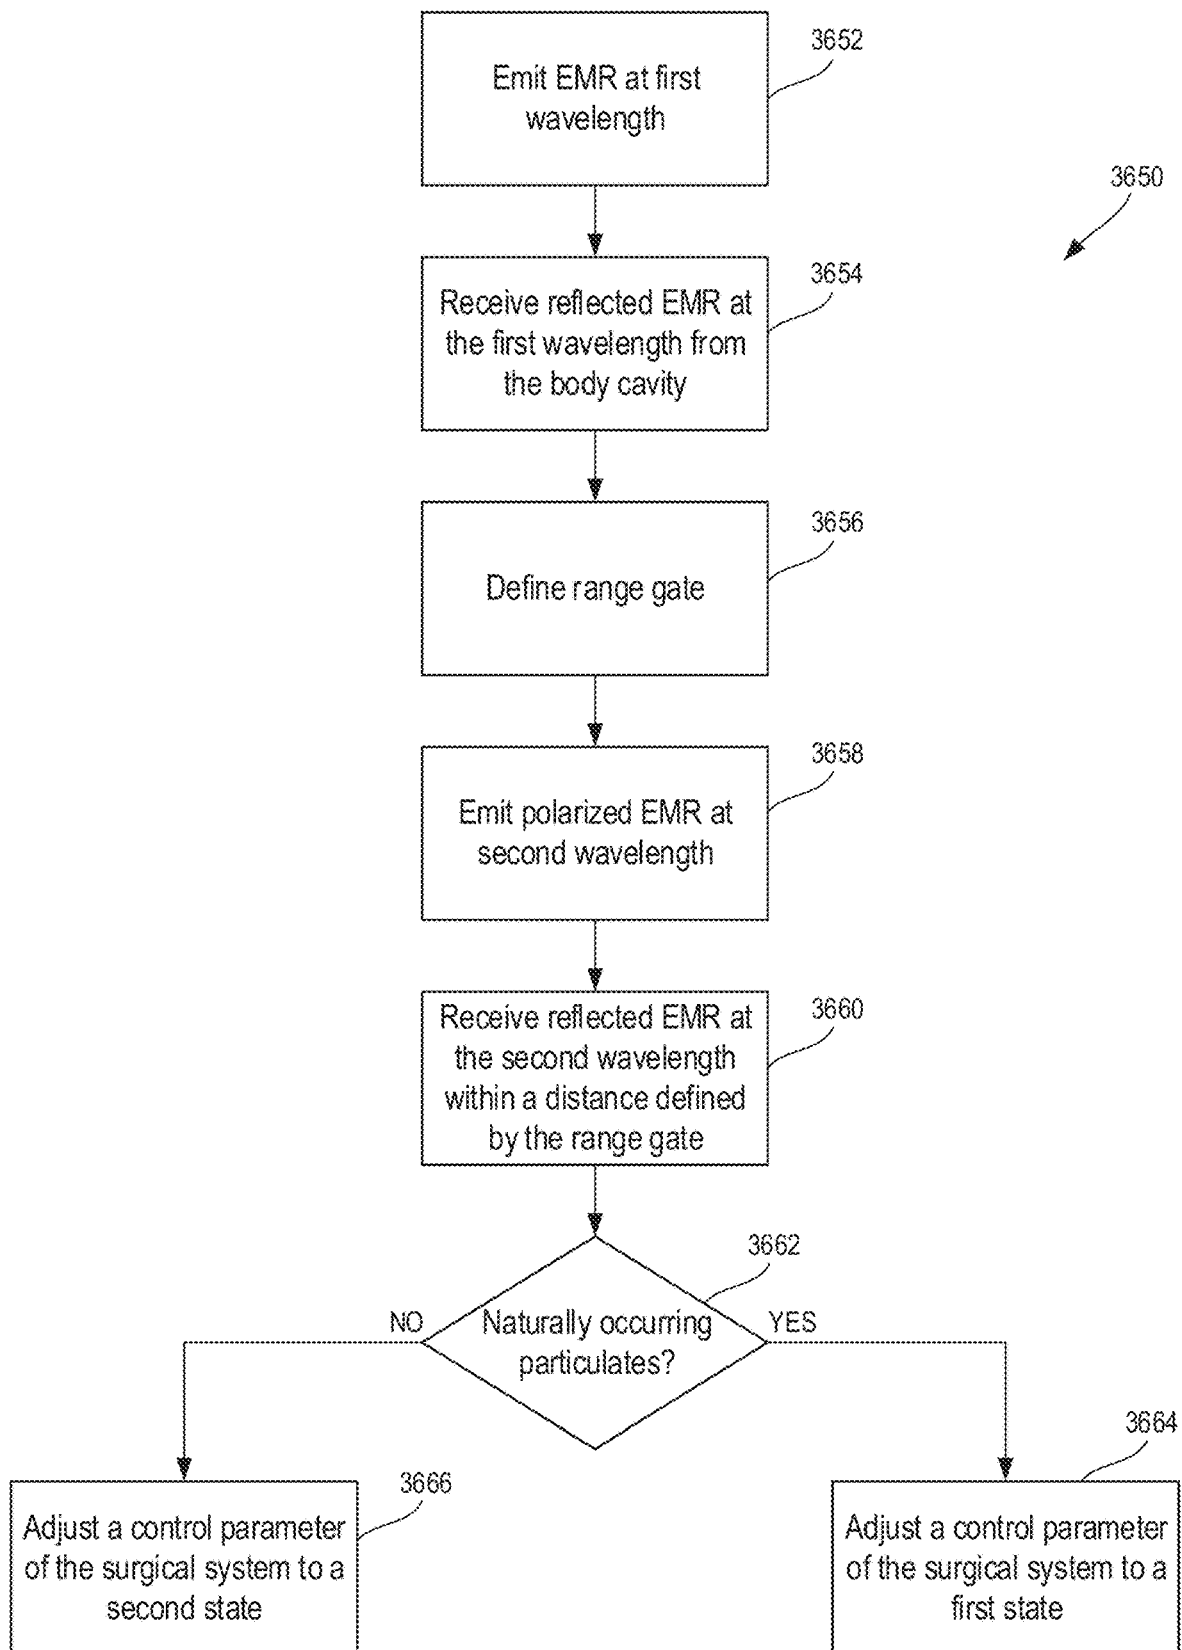 3652
Emit EMR at first
wavelength
3650
3654
Receive reflected EMR at
the first wavelength from
the body cavity
3656
Define range gate
3658
Emit polarized EMR at
second wavelength
3660
Receive reflected EMR at
the second wavelength
within a distance defined
by the range gate
3662
NO
Naturally occurring
particulates?
YES
3666
Adjust a control parameter
of the surgical system to a
second state
3664
Adjust a control parameter
of the surgical system to a
first state